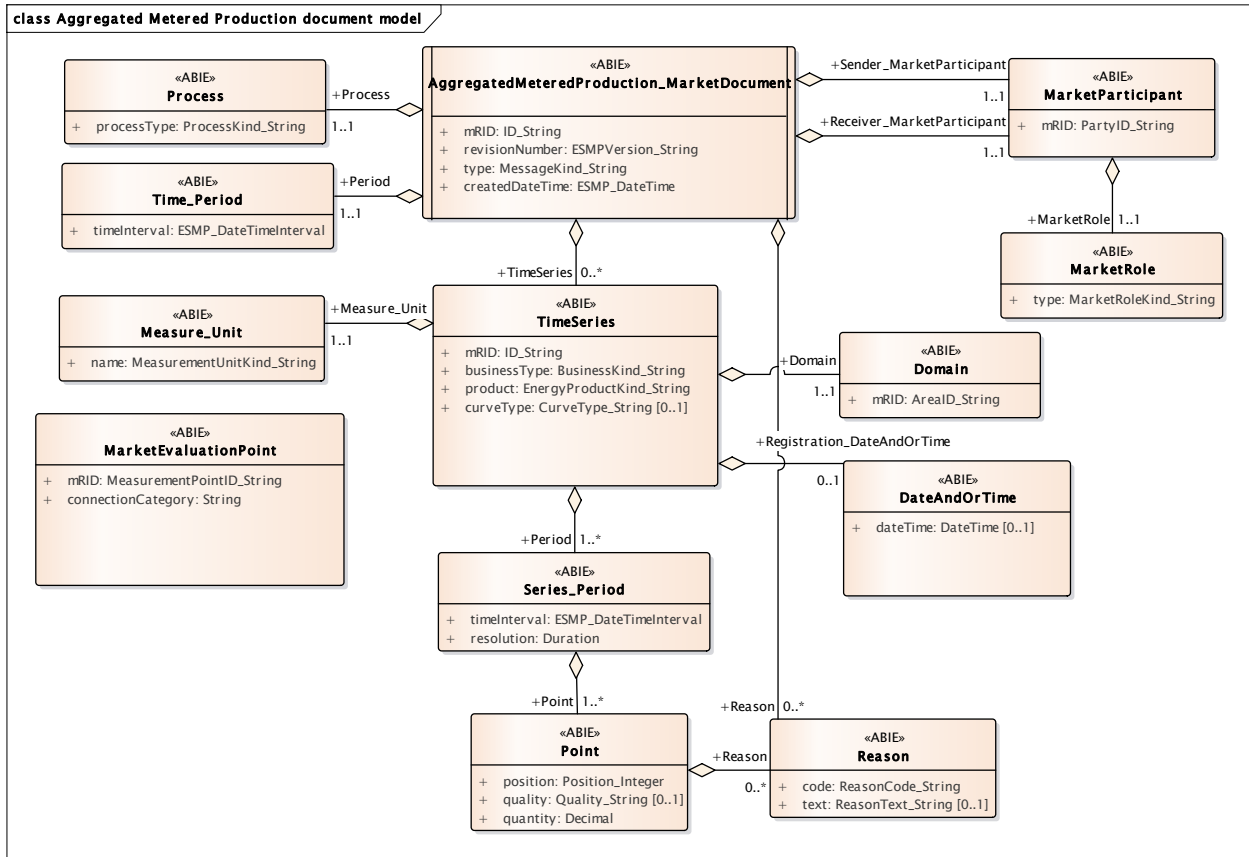 class Aggregated Metered Production document model
«ABIE»
Process
+ processType: ProcessKind_String
+Process
1..1
«ABIE»
AggregatedMeteredProduction_MarketDocument
+ mRID: ID_String
+ revisionNumber: ESMPVersion_String
+ type: MessageKind_String
+ createdDateTime: ESMP_DateTime
+Sender_MarketParticipant
1..1
+Receiver_MarketParticipant
1..1
«ABIE»
MarketParticipant
+ mRID: PartyID_String
«ABIE»
Time_Period
+ timeInterval: ESMP_DateTimeInterval
+Period
1..1
+MarketRole 1..1
«ABIE»
MarketRole
+ type: MarketRoleKind_String
+TimeSeries 0..*
«ABIE»
Measure_Unit
+ name: MeasurementUnitKind_String
+Measure_Unit
1..1
«ABIE»
TimeSeries
+ mRID: ID_String
+ businessType: BusinessKind_String
+ product: EnergyProductKind_String
+ curveType: CurveType_String [0..1]
+Domain
1..1
«ABIE»
Domain
+ mRID: AreaID_String
«ABIE»
MarketEvaluationPoint
+ mRID: MeasurementPointID_String
+ connectionCategory: String
+Registration_DateAndOrTime
0..1
«ABIE»
DateAndOrTime
+ dateTime: DateTime [0..1]
+Period 1..*
«ABIE»
Series_Period
+ timeInterval: ESMP_DateTimeInterval
+ resolution: Duration
+Point 1..*
+Reason 0..*
«ABIE»
Point
+ position: Position_Integer
+ quality: Quality_String [0..1]
+ quantity: Decimal
+Reason
0..*
«ABIE»
Reason
+ code: ReasonCode_String
+ text: ReasonText_String [0..1]